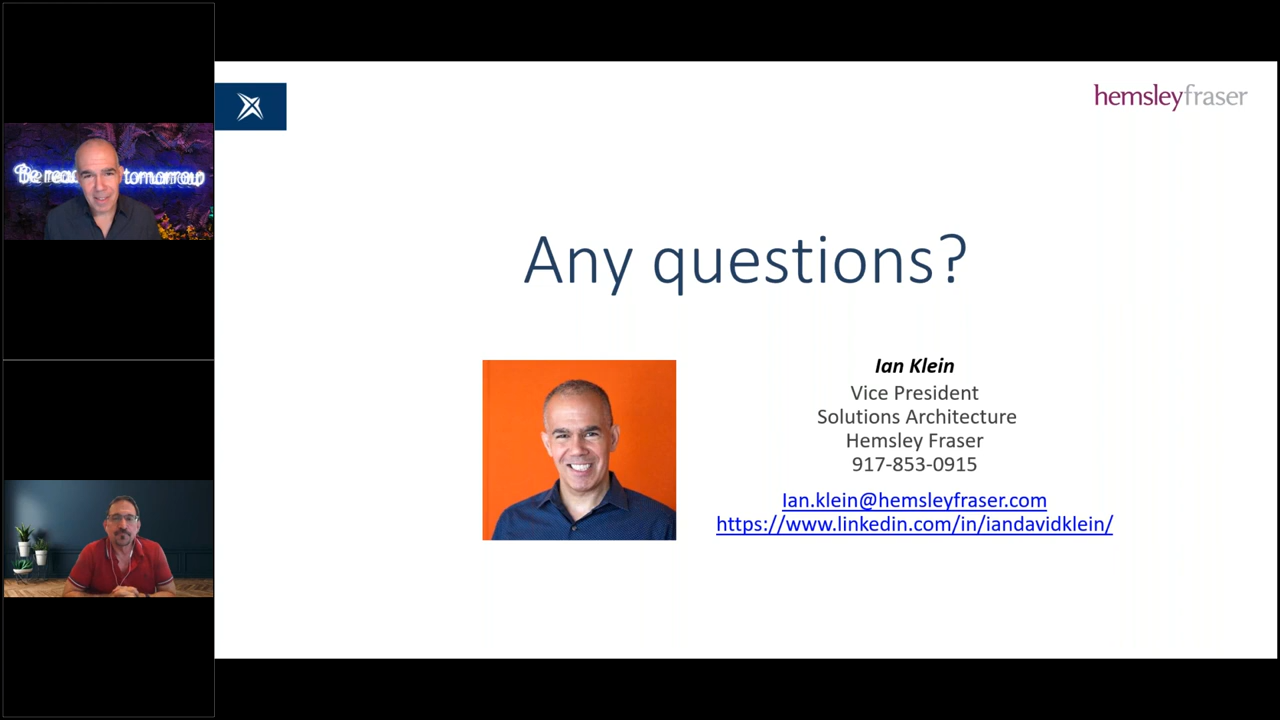 hemsleyfraser
tomorrow
Any questions?
Ian Klein
Vice President
Solutions Architecture
Hemsley Fraser
917-853-0915
Ian.klein@hemsleyfraser.com
https://www.linkedin.com/in/iandavidklein/